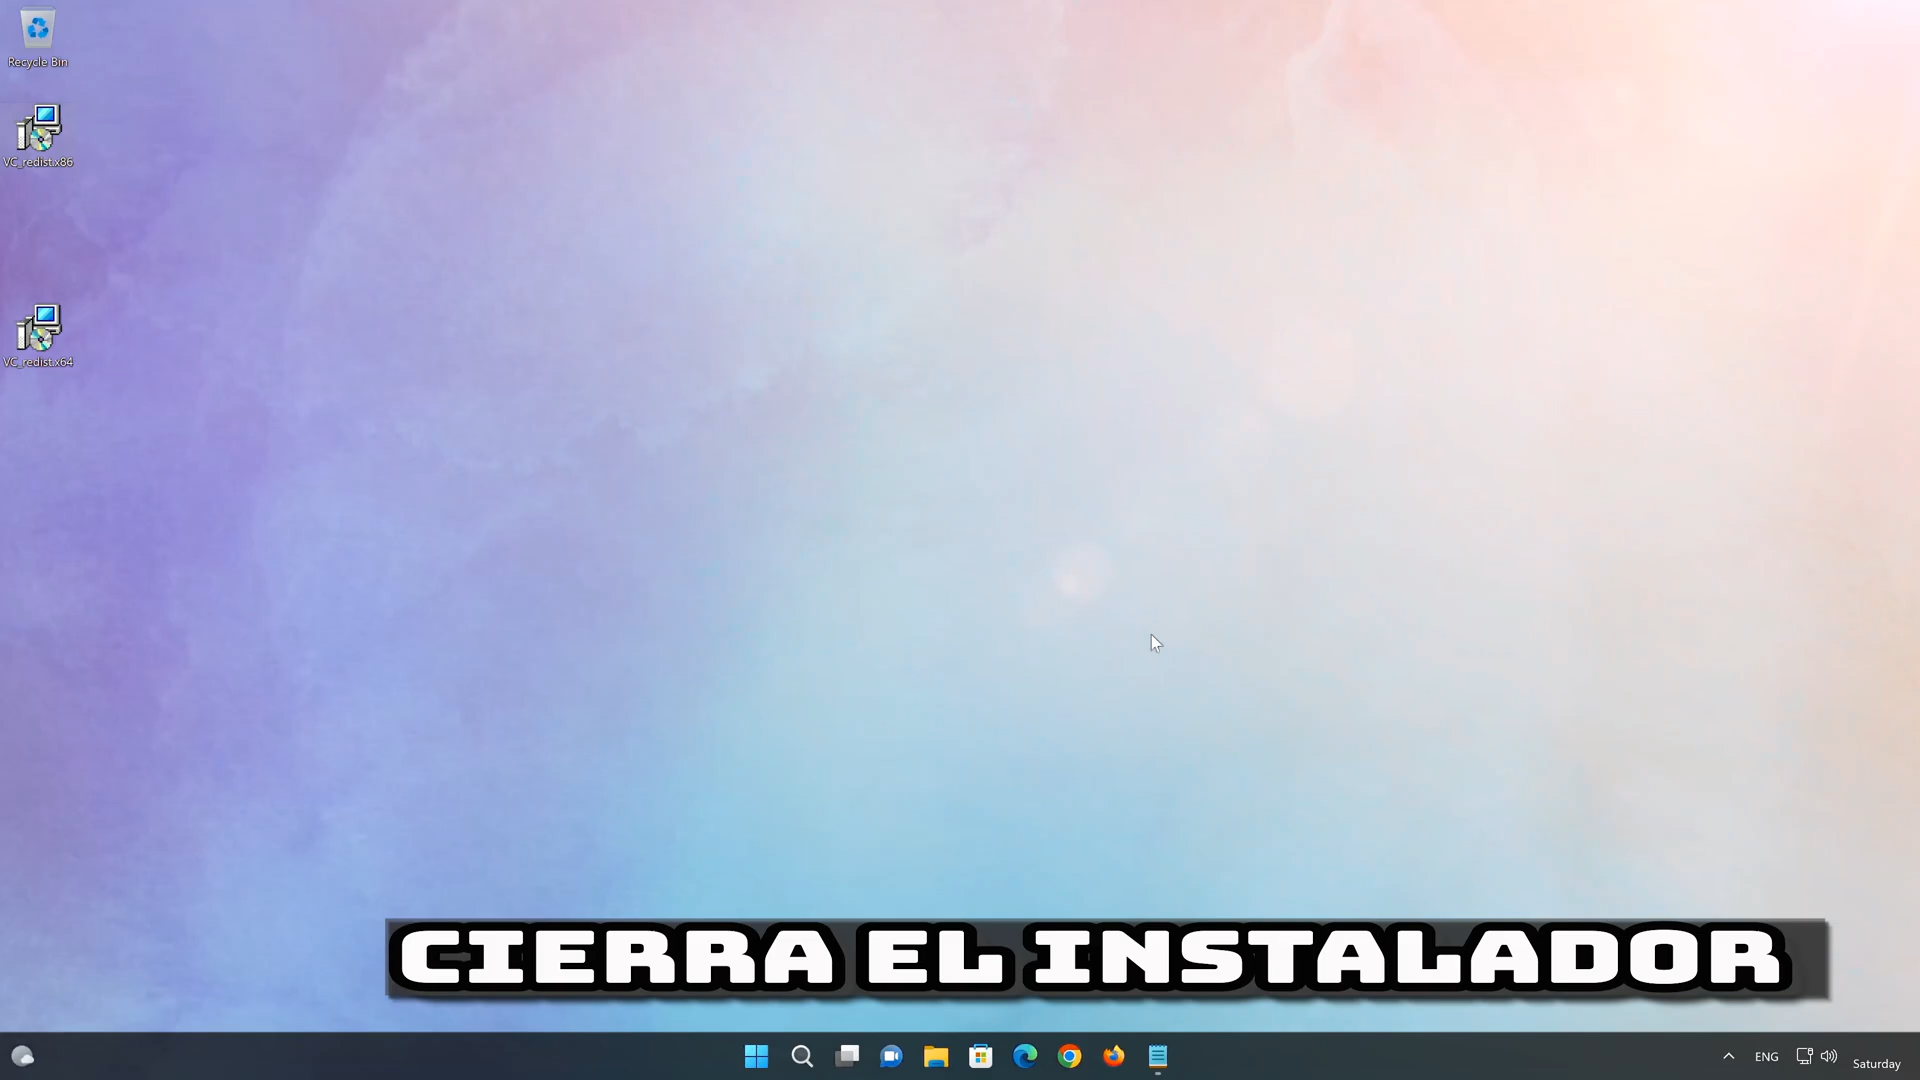 Recycle Bin
VC_redist.x86
VC_redist.x64
CIERRA EL INSTALADOR
ENG
Saturday